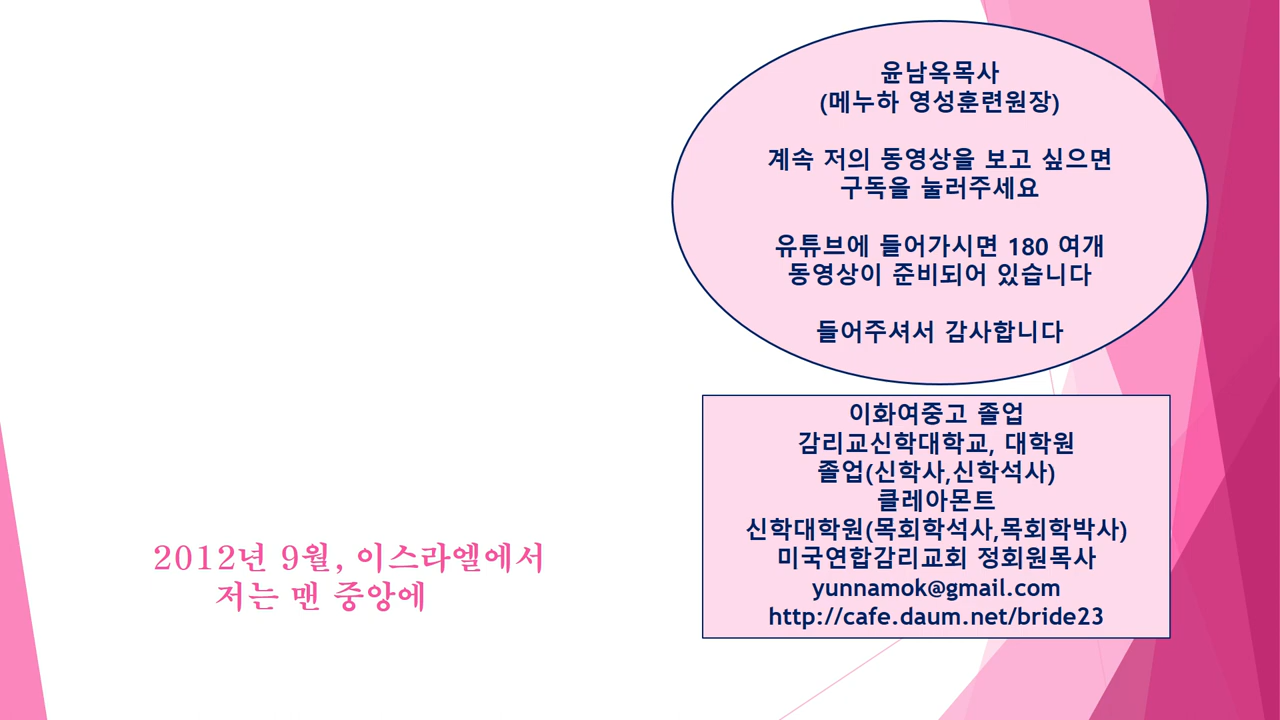 윤남옥목사
(메누하 영성훈련원장)
계속 저의 동영상을 보고 싶으면
구독을 눌러주세요
유튜브에 들어가시면 180 여개
동영상이 준비되어 있습니다
들어주셔서 감사합니다
이화여중고 졸업
감리교신학대학교, 대학원
졸업(신학사,신학석사)
클레아몬트
신학대학원(목회학석사,목회학박사)
미국연합감리교회 정회원목사
yunnamok@gmail.com
http://cafe.daum.net/bride23
2012년 9월, 이스라엘에서
저는 맨 중앙에